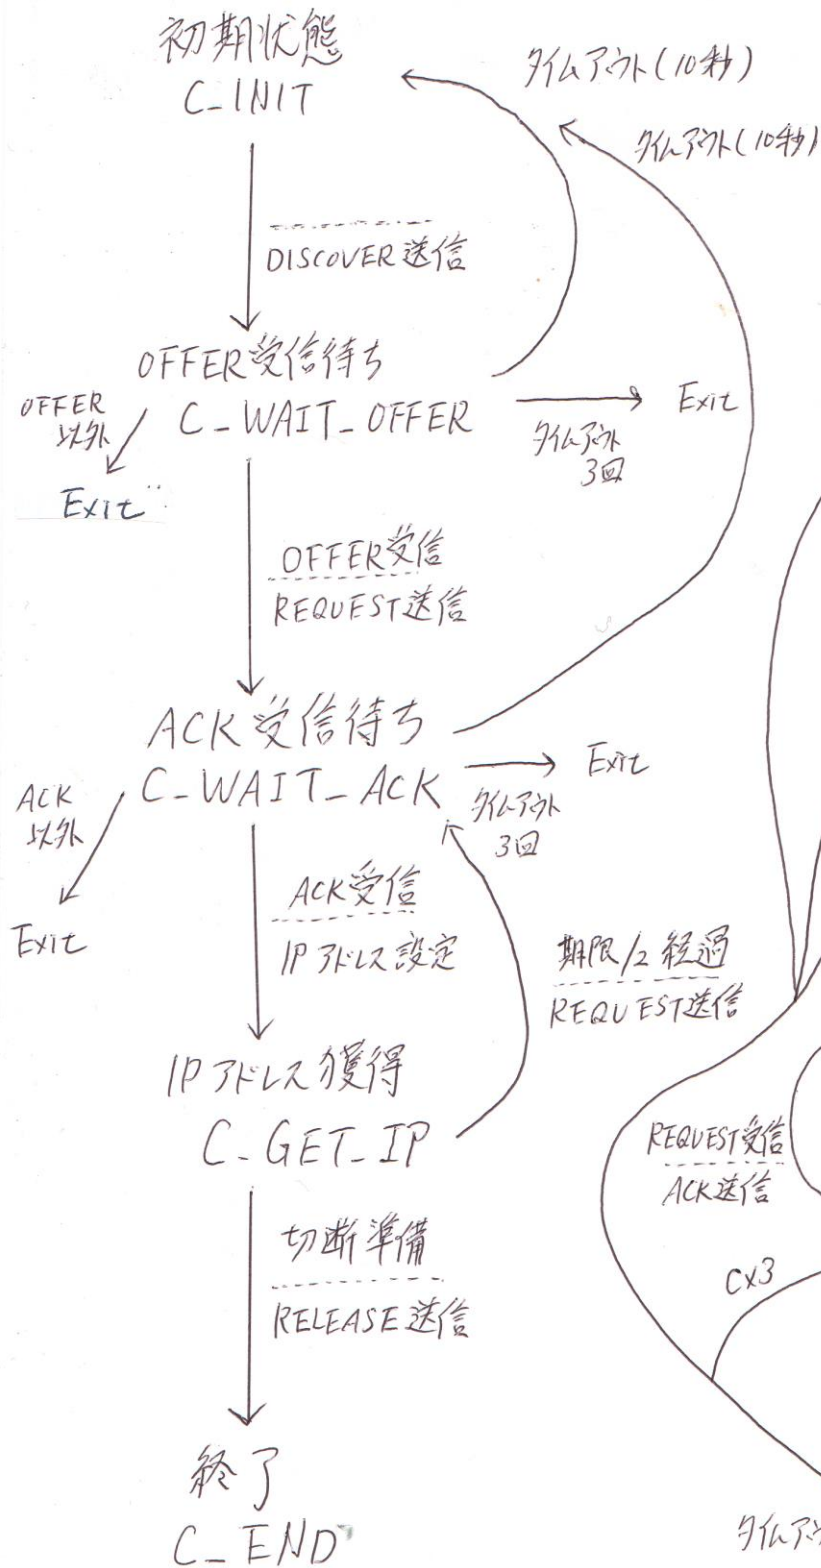 初期状態
C_INIT
タイムアウト(10秒)
タイムアウト(10秒)
DISCOVER送信
OFFER受信待ち
C_WAIT_OFFER
OFFER
以外
Exit
タイムアウト
3回
Exit
OFFER受信
REQUEST送信
ACK受信待ち
C_WAIT_ACK
ACK
以外
Exit
タイムアウト
3回
Exit
ACK受信
IPアドレス設定
期限/2経過
REQUEST送信
IPアドレス獲得
C_GET_IP
REQUEST受信
ACK送信
切断準備
RELEASE送信
C×3
終了
C_END
タイムア